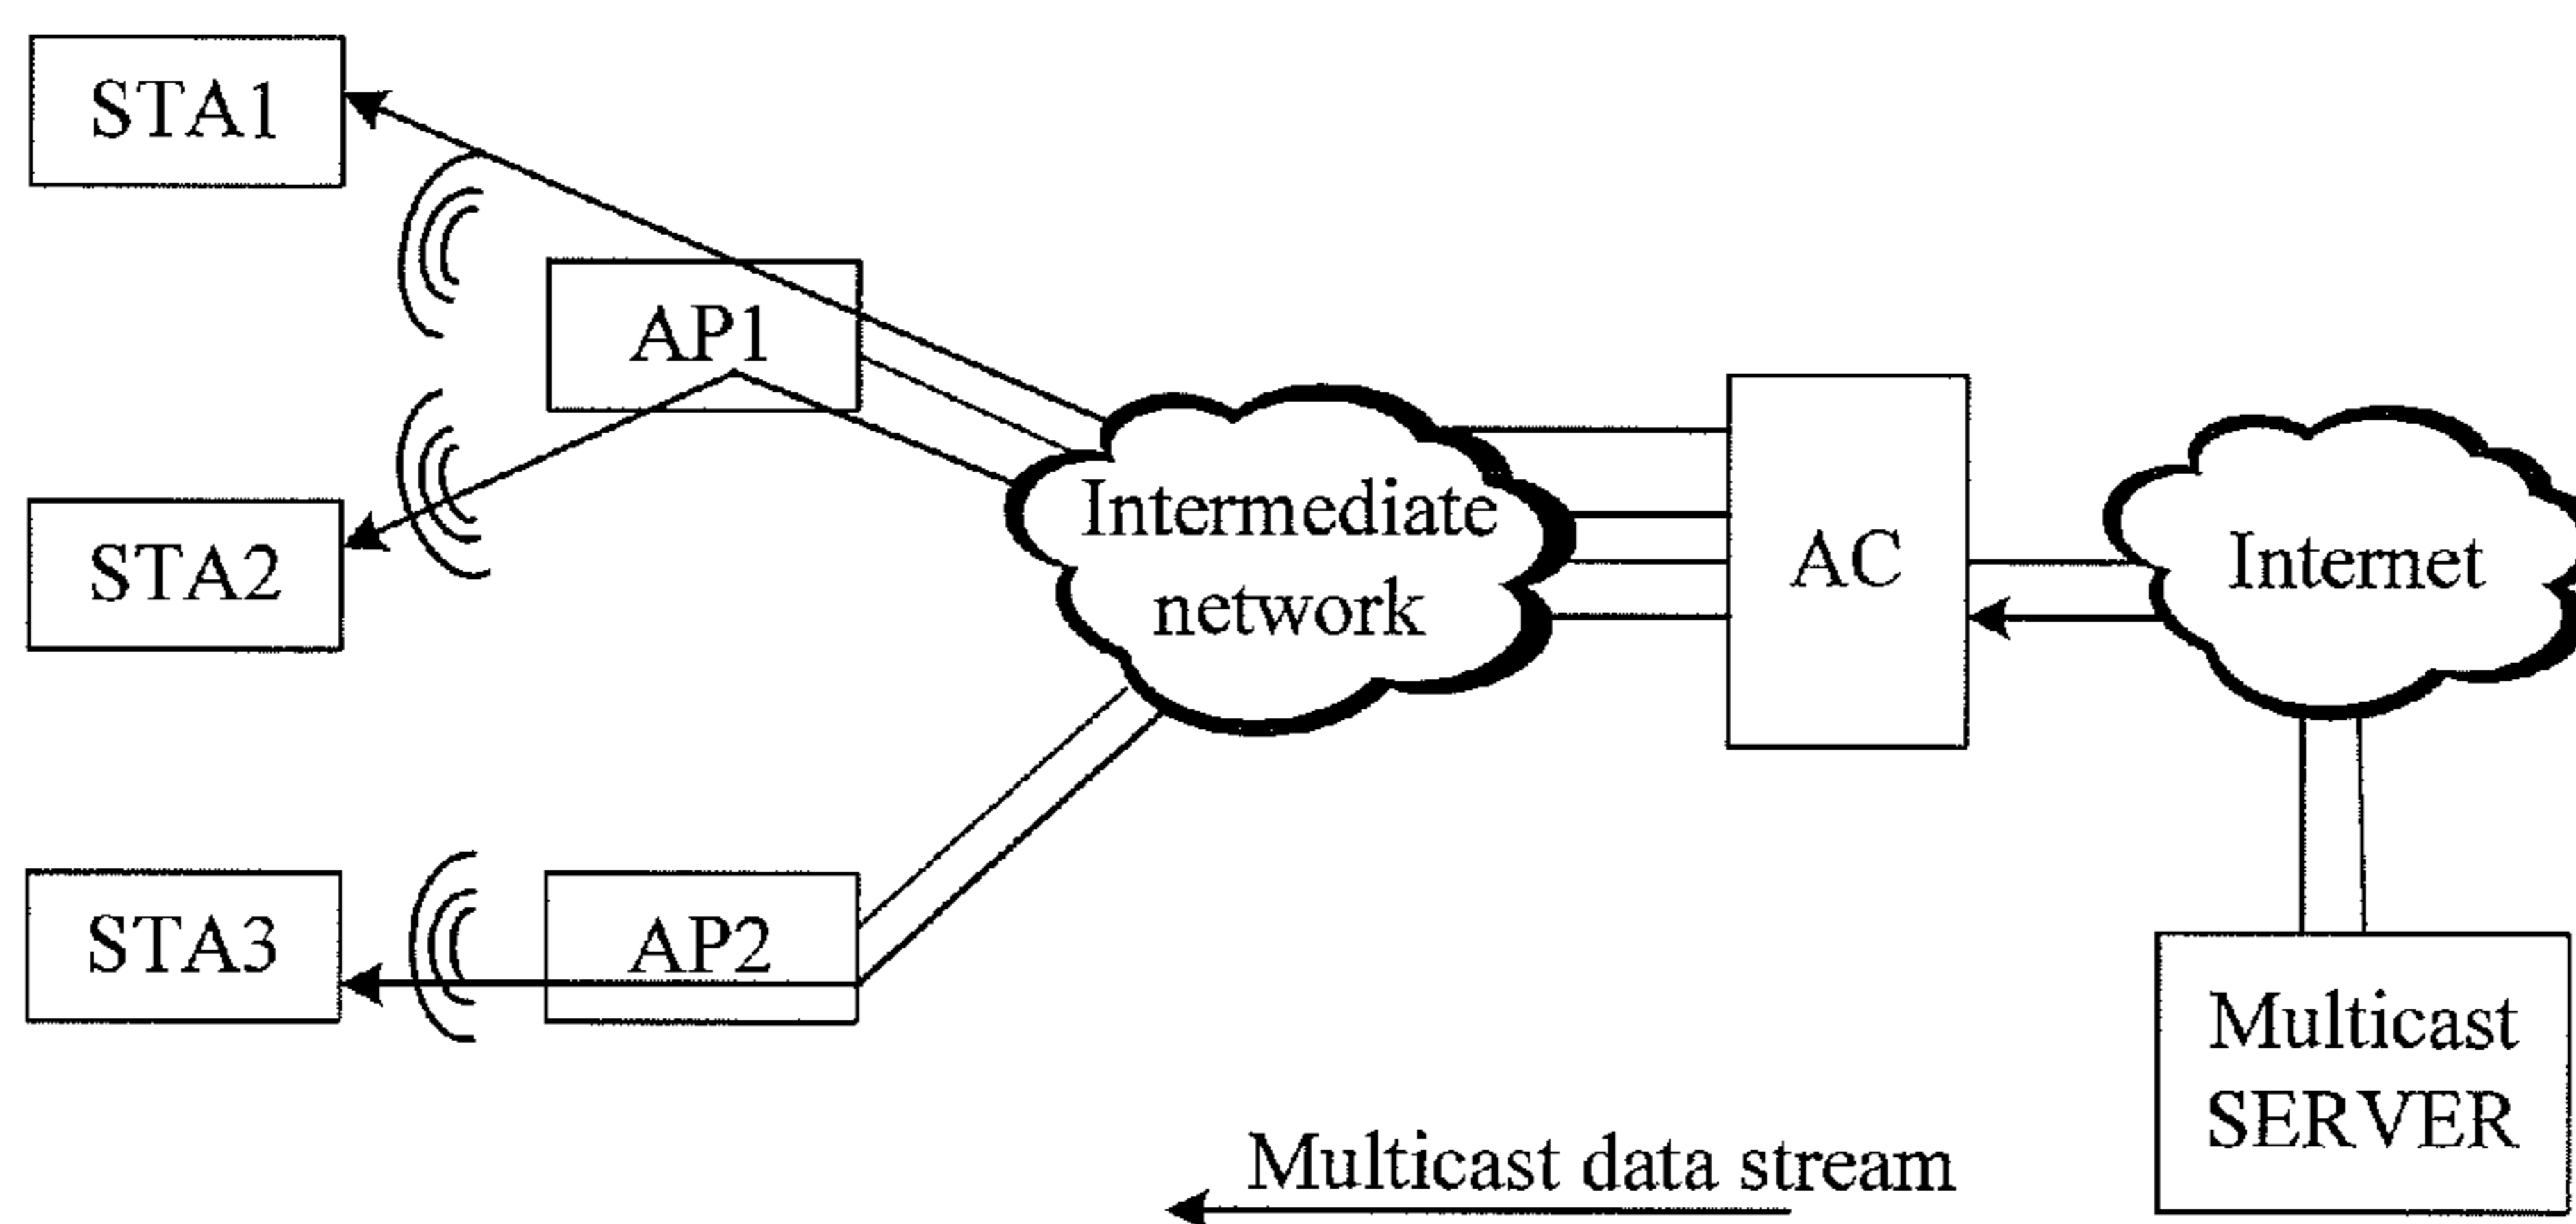 STA1
AP1
STA2
Intermediate
network
AC
Internet
STA3
AP2
Multicast
SERVER
Multicast data stream